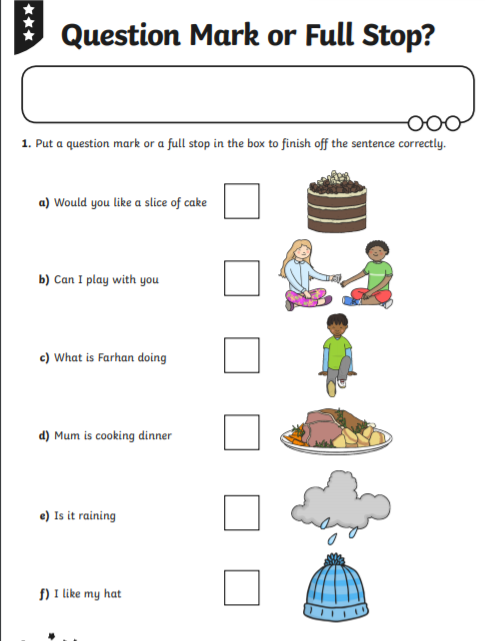 Question Mark or Full Stop?
1. Put a question mark or a full stop in the box to finish off the sentence correctly.
a) Would you like a slice of cake
b) Can I play with you
c) What is Farhan doing
d) Mum is cooking dinner
e) Is it raining
f) I like my hat